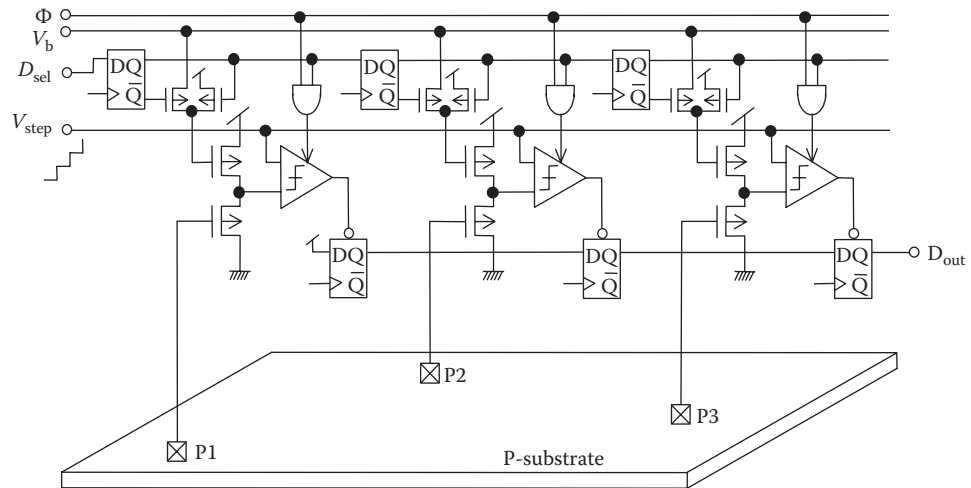 Φ
V_b
D_sel
DQ
Q̅
DQ
Q̅
DQ
Q̅
V_step
DQ
Q̅
DQ
Q̅
DQ
Q̅
D_out
P2
P3
P1
P-substrate